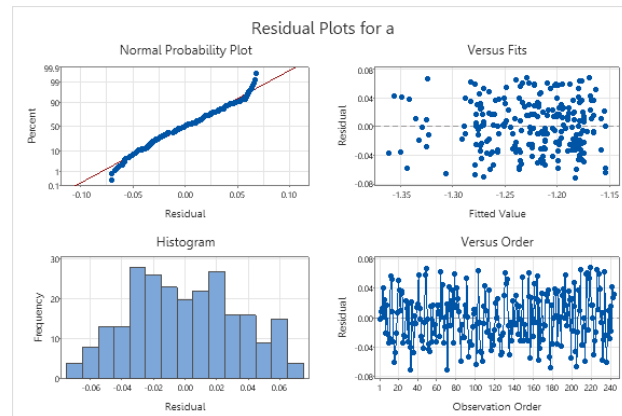 Residual Plots for a
Normal Probability Plot
99.9
99
90
50
10
1
0.1
Percent
-0.10 -0.05 0.00 0.05 0.10
Residual
Versus Fits
0.08
0.04
0.00
-0.04
-0.08
Residual
-1.35 -1.30 -1.25 -1.20 -1.15
Fitted Value
Histogram
30
20
10
0
Frequency
-0.06 -0.04 -0.02 0.00 0.02 0.04 0.06
Residual
Versus Order
0.08
0.04
0.00
-0.04
-0.08
Residual
1 20 40 60 80 100 120 140 160 180 200 220 240
Observation Order